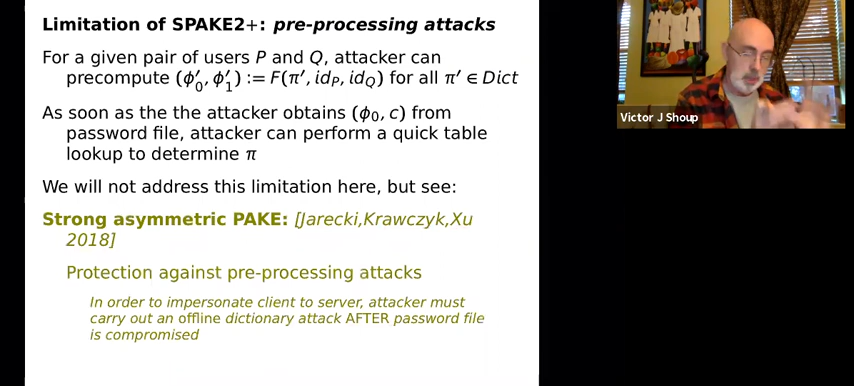 Limitation of SPAKE2+: pre-processing attacks
For a given pair of users P and Q, attacker can
precompute (ϕ′₀, ϕ′₁) := F(π′, id_P, id_Q) for all π′ ∈ Dict
As soon as the the attacker obtains (ϕ₀, c) from
password file, attacker can perform a quick table
lookup to determine π
We will not address this limitation here, but see:
Strong asymmetric PAKE: [Jarecki,Krawczyk,Xu
2018]
Protection against pre-processing attacks
In order to impersonate client to server, attacker must
carry out an offline dictionary attack AFTER password file
is compromised
Victor J Shoup